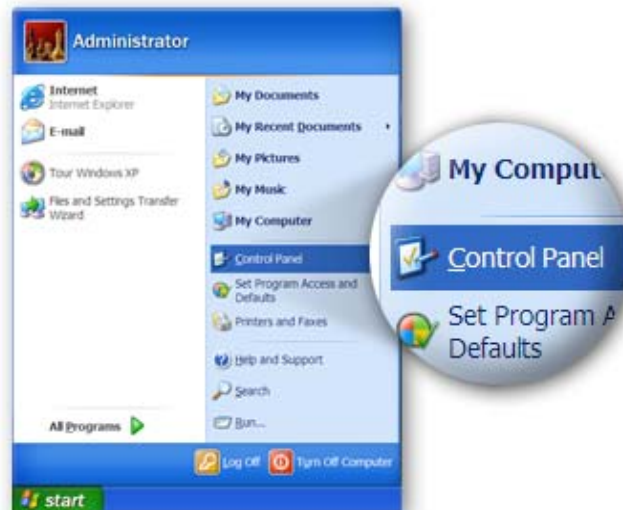 Administrator
Internet
Internet Explorer
E-mail
Tour Windows XP
Files and Settings Transfer
Wizard
All Programs
My Documents
My Recent Documents
My Pictures
My Music
My Computer
Control Panel
Set Program Access and
Defaults
Printers and Faxes
Help and Support
Search
Run...
Log Off
Turn Off Computer
start
My Comput
Control Panel
Set Program A
Defaults